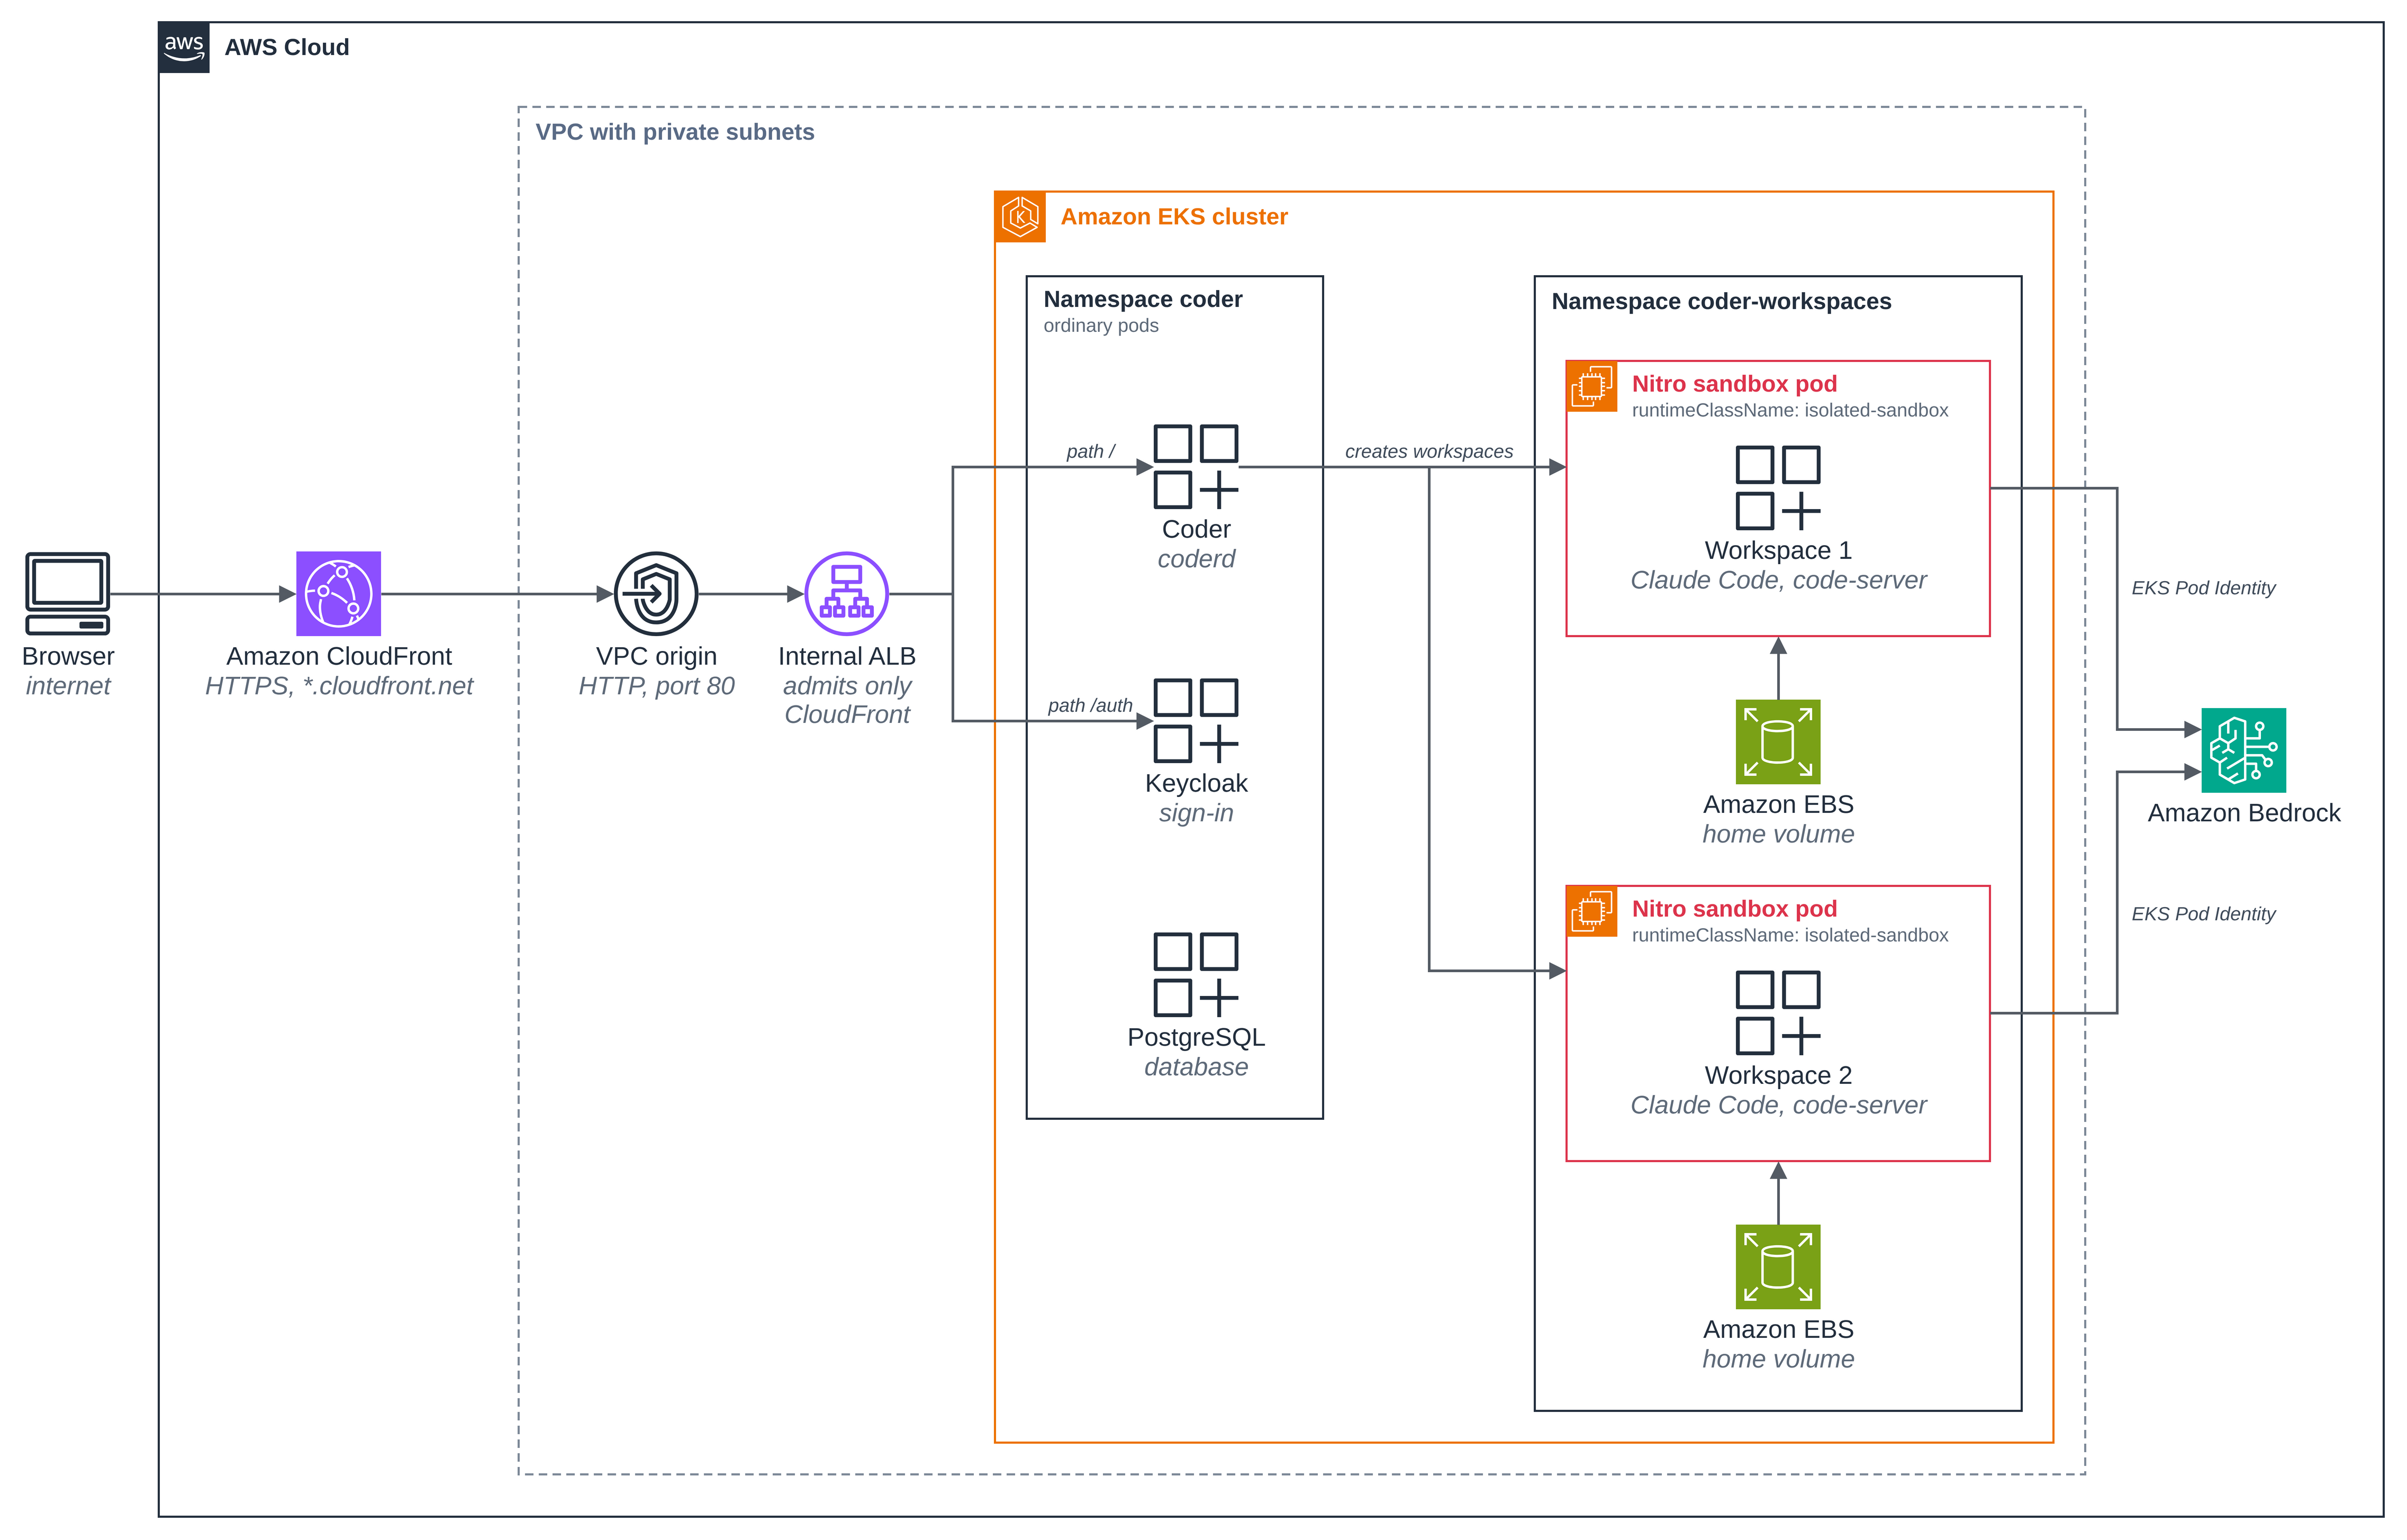 aws
AWS Cloud
VPC with private subnets
Amazon EKS cluster
Namespace coder
ordinary pods
Namespace coder-workspaces
Nitro sandbox pod
runtimeClassName: isolated-sandbox
path /
creates workspaces
Coder
coderd
Workspace 1
Claude Code, code-server
EKS Pod Identity
Browser
internet
Amazon CloudFront
HTTPS, *.cloudfront.net
VPC origin
HTTP, port 80
Internal ALB
admits only
CloudFront
path /auth
Keycloak
sign-in
Amazon EBS
home volume
Amazon Bedrock
Nitro sandbox pod
runtimeClassName: isolated-sandbox
EKS Pod Identity
PostgreSQL
database
Workspace 2
Claude Code, code-server
Amazon EBS
home volume